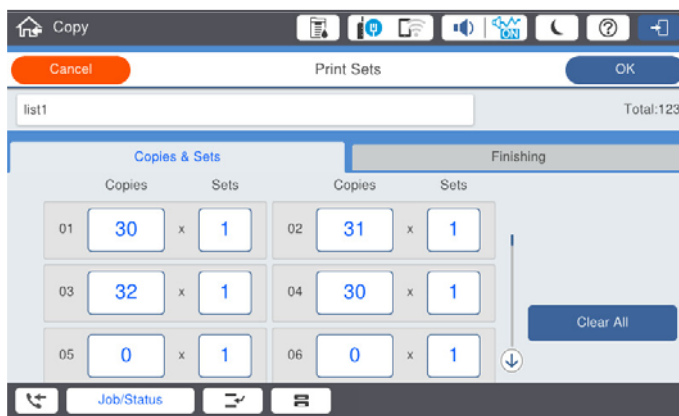 Copy
ON
Cancel Print Sets OK
list1 Total:123
Copies & Sets Finishing
Copies Sets Copies Sets
01 30 x 1 02 31 x 1
03 32 x 1 04 30 x 1
Clear All
05 0 x 1 06 0 x 1
Job/Status